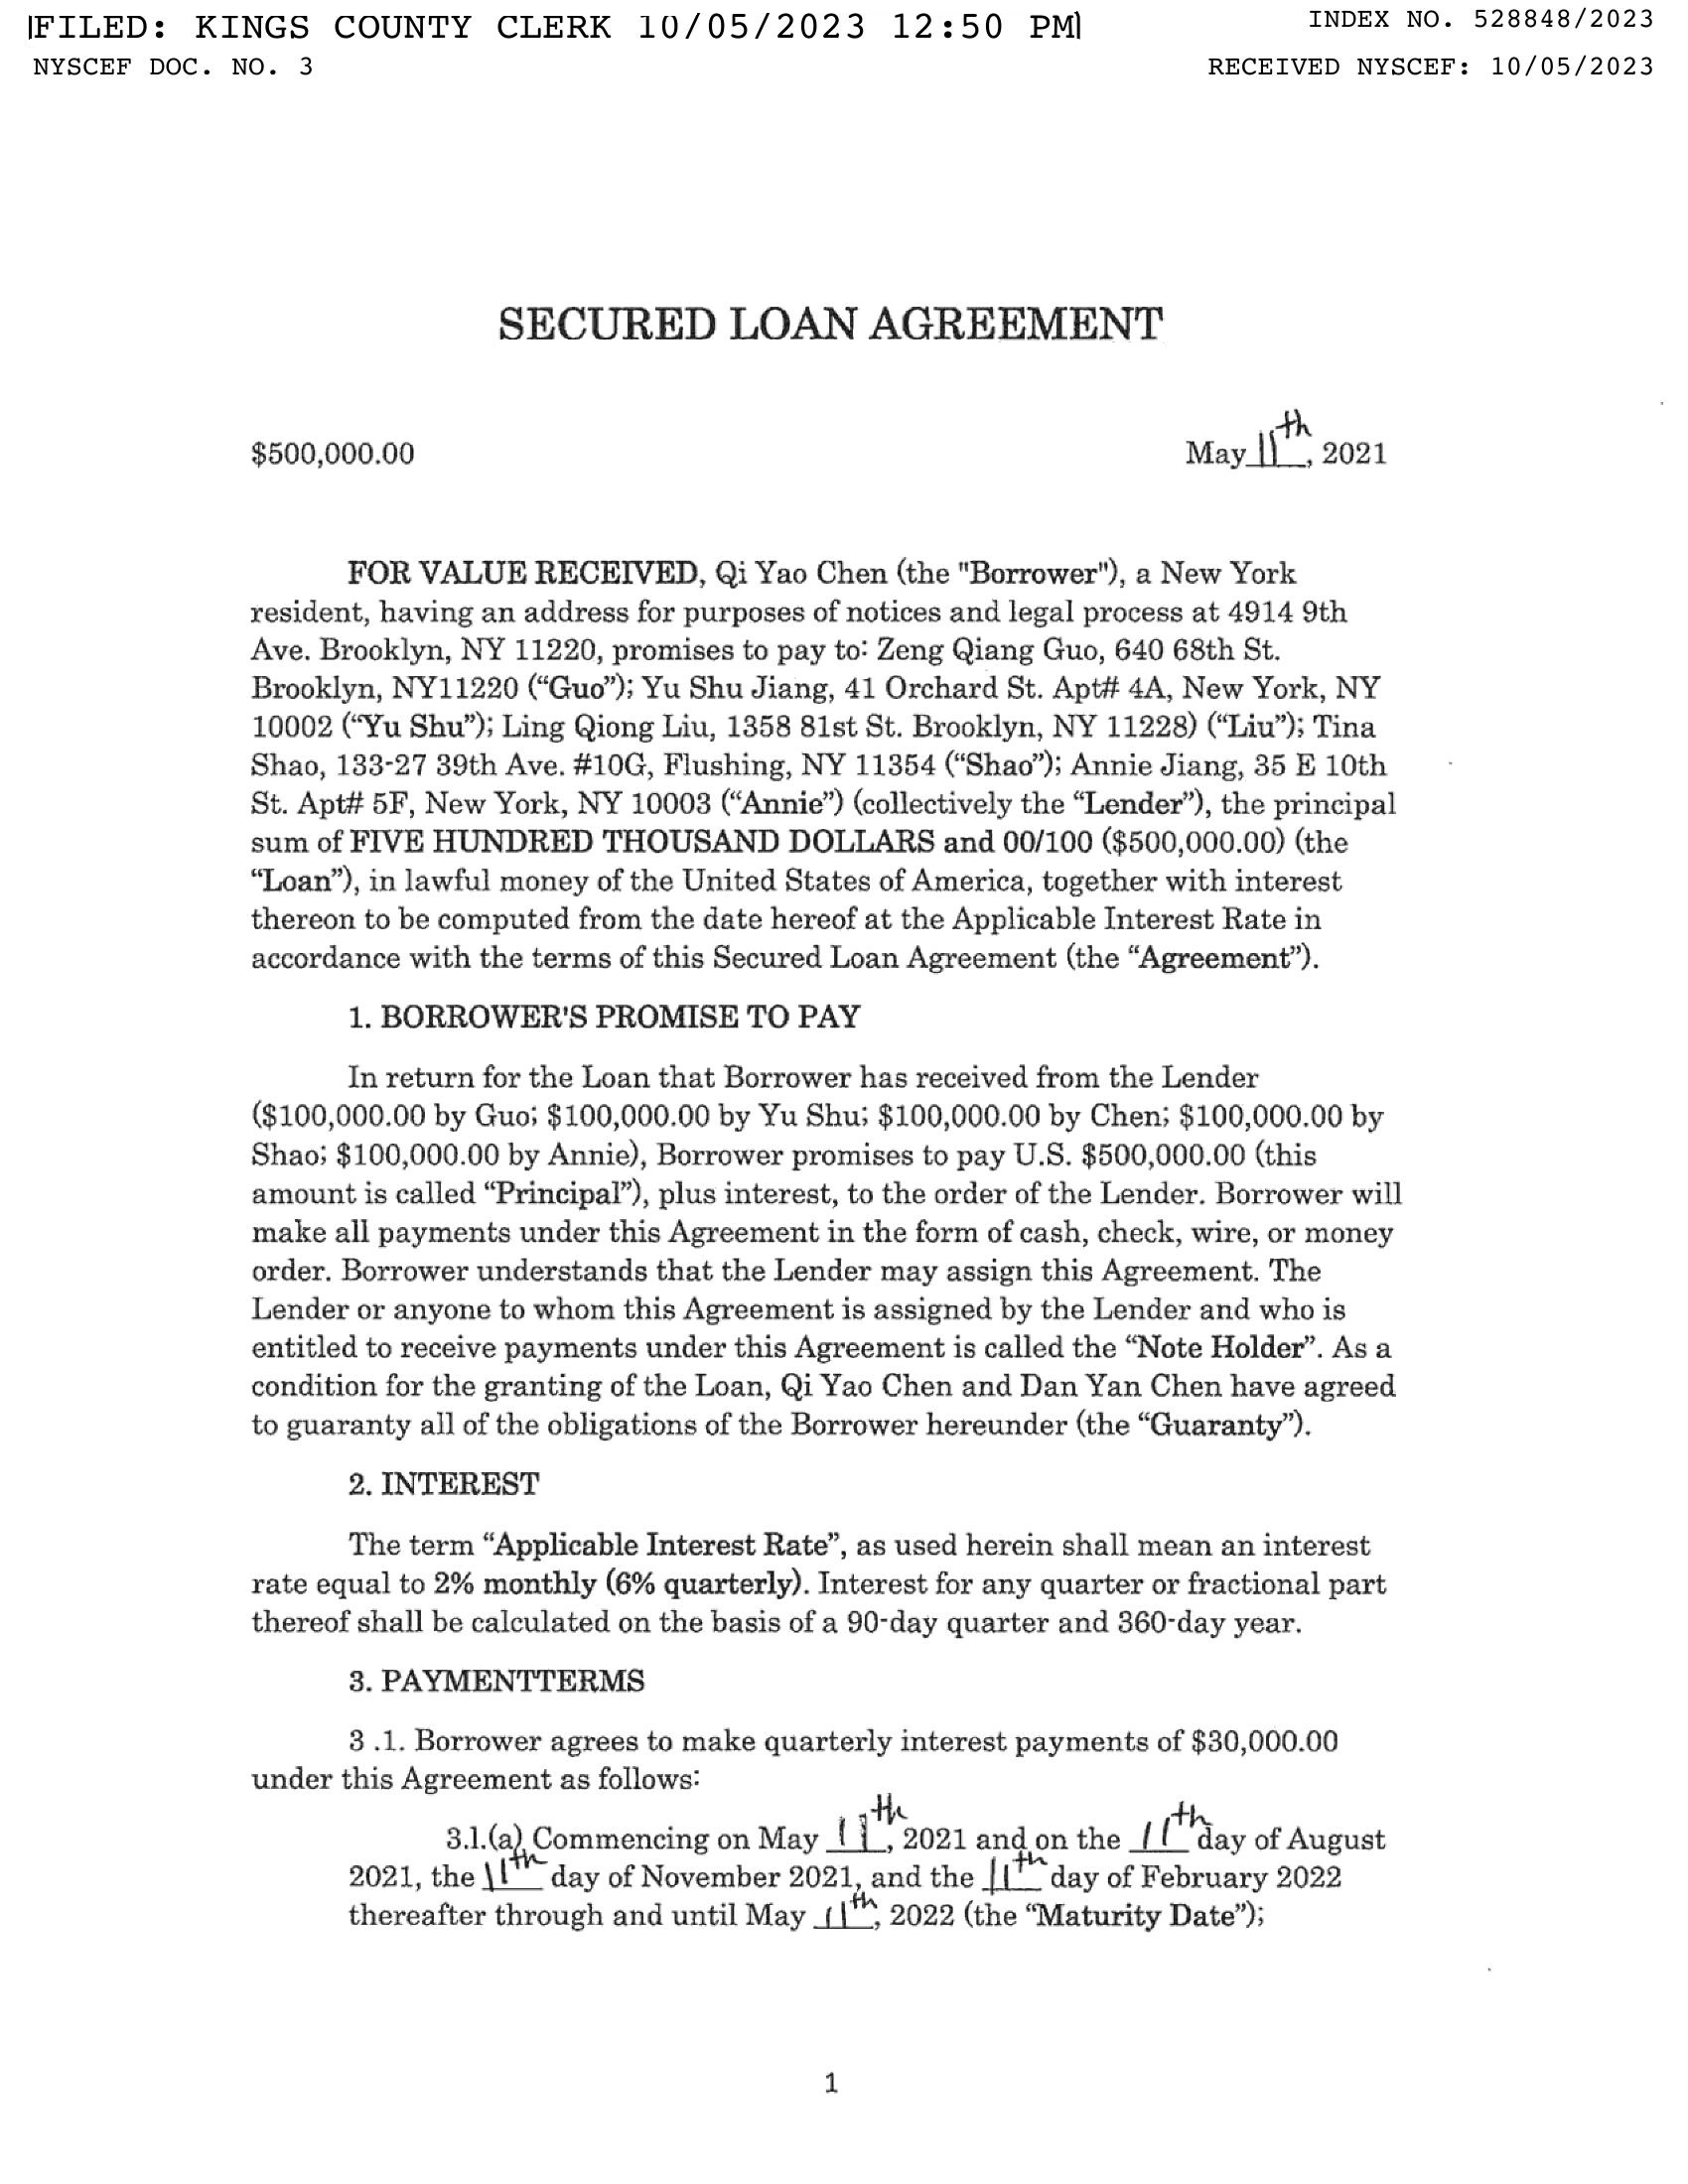 FILED: KINGS COUNTY CLERK 10/05/2023 12:50 PM
INDEX NO. 528848/2023
NYSCEF DOC. NO. 3
RECEIVED NYSCEF: 10/05/2023
SECURED LOAN AGREEMENT
$500,000.00
May 11th, 2021
FOR VALUE RECEIVED, Qi Yao Chen (the "Borrower"), a New York
resident, having an address for purposes of notices and legal process at 4914 9th
Ave. Brooklyn, NY 11220, promises to pay to: Zeng Qiang Guo, 640 68th St.
Brooklyn, NY11220 (“Guo”); Yu Shu Jiang, 41 Orchard St. Apt# 4A, New York, NY
10002 (“Yu Shu”); Ling Qiong Liu, 1358 81st St. Brooklyn, NY 11228) (“Liu”); Tina
Shao, 133-27 39th Ave. #10G, Flushing, NY 11354 (“Shao”); Annie Jiang, 35 E 10th
St. Apt# 5F, New York, NY 10003 (“Annie”) (collectively the “Lender”), the principal
sum of FIVE HUNDRED THOUSAND DOLLARS and 00/100 ($500,000.00) (the
“Loan”), in lawful money of the United States of America, together with interest
thereon to be computed from the date hereof at the Applicable Interest Rate in
accordance with the terms of this Secured Loan Agreement (the “Agreement”).
1. BORROWER'S PROMISE TO PAY
In return for the Loan that Borrower has received from the Lender
($100,000.00 by Guo; $100,000.00 by Yu Shu; $100,000.00 by Chen; $100,000.00 by
Shao; $100,000.00 by Annie), Borrower promises to pay U.S. $500,000.00 (this
amount is called “Principal”), plus interest, to the order of the Lender. Borrower will
make all payments under this Agreement in the form of cash, check, wire, or money
order. Borrower understands that the Lender may assign this Agreement. The
Lender or anyone to whom this Agreement is assigned by the Lender and who is
entitled to receive payments under this Agreement is called the “Note Holder”. As a
condition for the granting of the Loan, Qi Yao Chen and Dan Yan Chen have agreed
to guaranty all of the obligations of the Borrower hereunder (the “Guaranty”).
2. INTEREST
The term “Applicable Interest Rate”, as used herein shall mean an interest
rate equal to 2% monthly (6% quarterly). Interest for any quarter or fractional part
thereof shall be calculated on the basis of a 90-day quarter and 360-day year.
3. PAYMENTTERMS
3 .1. Borrower agrees to make quarterly interest payments of $30,000.00
under this Agreement as follows:
3.1.(a) Commencing on May 11th, 2021 and on the 11th day of August
2021, the 11th day of November 2021, and the 11th day of February 2022
thereafter through and until May 11th, 2022 (the “Maturity Date”);
1